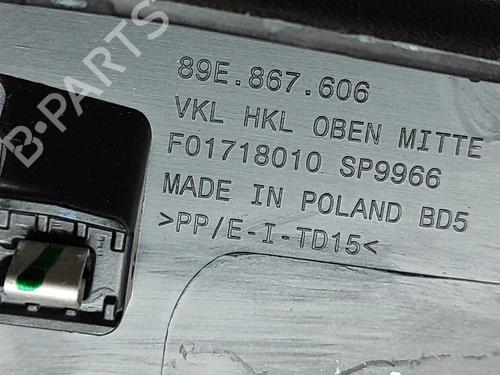 89E.867.606
VKL HKL OBEN MITTE
F01718010 SP9966
MADE IN POLAND BD5
>PP/E-I-TD15<
B-PARTS